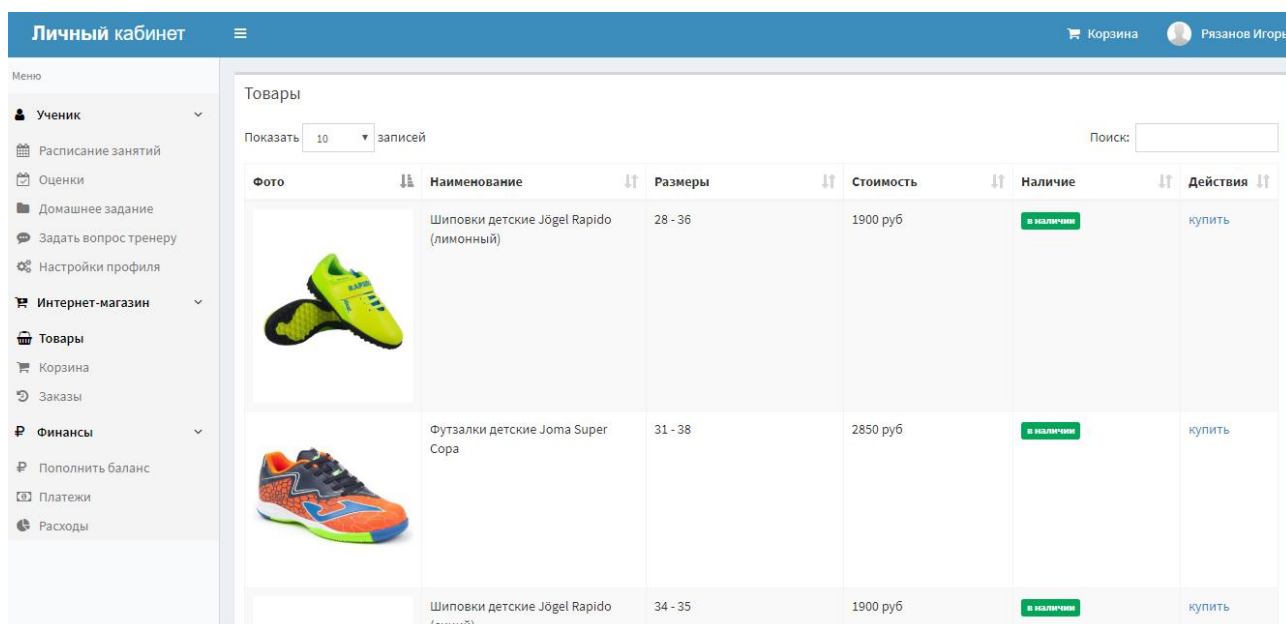 Личный кабинет
Корзина
Рязанов Игорь
Меню
Ученик
Расписание занятий
Оценки
Домашнее задание
Задать вопрос тренеру
Настройки профиля
Интернет-магазин
Товары
Корзина
Заказы
₽ Финансы
₽ Пополнить баланс
Платежи
Расходы
Товары
Показать 10 записей
Поиск:
Фото Наименование Размеры Стоимость Наличие Действия
Шиповки детские Jögel Rapido 28 - 36 1900 руб в наличии купить
(лимонный)
Футзалки детские Joma Super 31 - 38 2850 руб в наличии купить
Copa
Шиповки детские Jögel Rapido 34 - 35 1900 руб в наличии купить